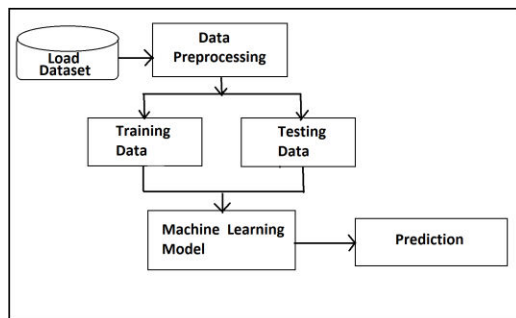 Load
Dataset
Data
Preprocessing
Training
Data
Testing
Data
Machine Learning
Model
Prediction